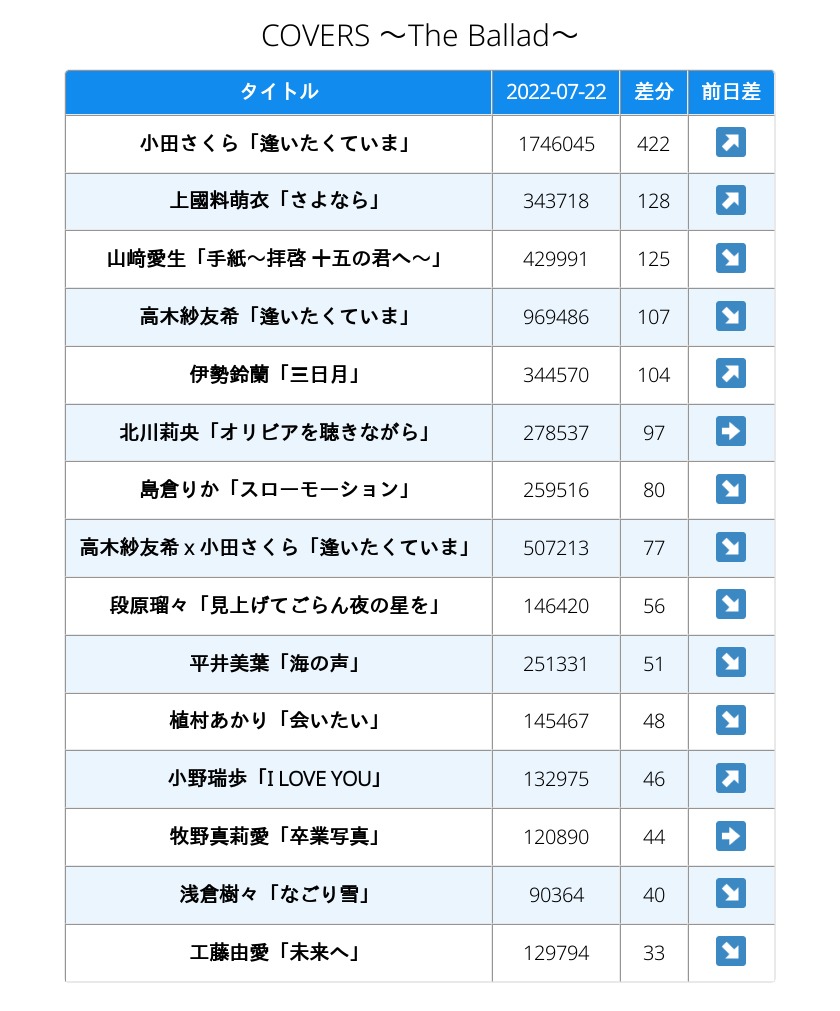 COVERS 〜The Ballad〜
タイトル 2022-07-22 差分 前日差
小田さくら「逢いたくていま」 1746045 422 ↗
上國料萌衣「さよなら」 343718 128 ↗
山﨑愛生「手紙〜拝啓 十五の君へ〜」 429991 125 ↘
高木紗友希「逢いたくていま」 969486 107 ↘
伊勢鈴蘭「三日月」 344570 104 ↗
北川莉央「オリビアを聴きながら」 278537 97 ➡
島倉りか「スローモーション」 259516 80 ↘
高木紗友希 x 小田さくら「逢いたくていま」 507213 77 ↘
段原瑠々「見上げてごらん夜の星を」 146420 56 ↘
平井美葉「海の声」 251331 51 ↘
植村あかり「会いたい」 145467 48 ↘
小野瑞歩「I LOVE YOU」 132975 46 ↗
牧野真莉愛「卒業写真」 120890 44 ➡
浅倉樹々「なごり雪」 90364 40 ↘
工藤由愛「未来へ」 129794 33 ↘